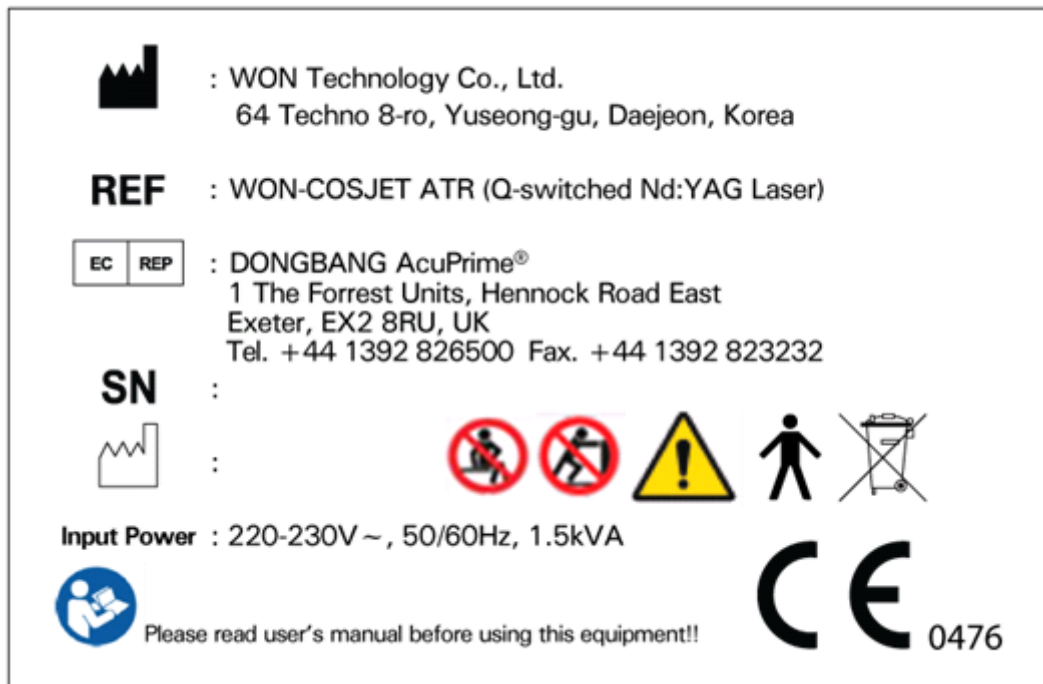 : WON Technology Co., Ltd.
64 Techno 8-ro, Yuseong-gu, Daejeon, Korea
REF : WON-COSJET ATR (Q-switched Nd:YAG Laser)
EC REP : DONGBANG AcuPrime®
1 The Forrest Units, Hennock Road East
Exeter, EX2 8RU, UK
Tel. +44 1392 826500 Fax. +44 1392 823232
SN :
:
Input Power : 220-230V~, 50/60Hz, 1.5kVA
Please read user's manual before using this equipment!!
CE 0476